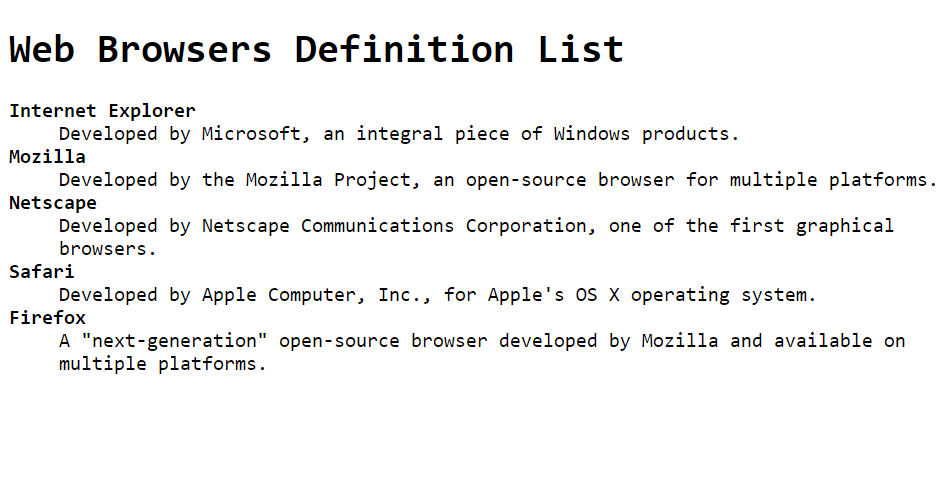 Web Browsers Definition List
Internet Explorer
Developed by Microsoft, an integral piece of Windows products.
Mozilla
Developed by the Mozilla Project, an open-source browser for multiple platforms.
Netscape
Developed by Netscape Communications Corporation, one of the first graphical
browsers.
Safari
Developed by Apple Computer, Inc., for Apple's OS X operating system.
Firefox
A "next-generation" open-source browser developed by Mozilla and available on
multiple platforms.